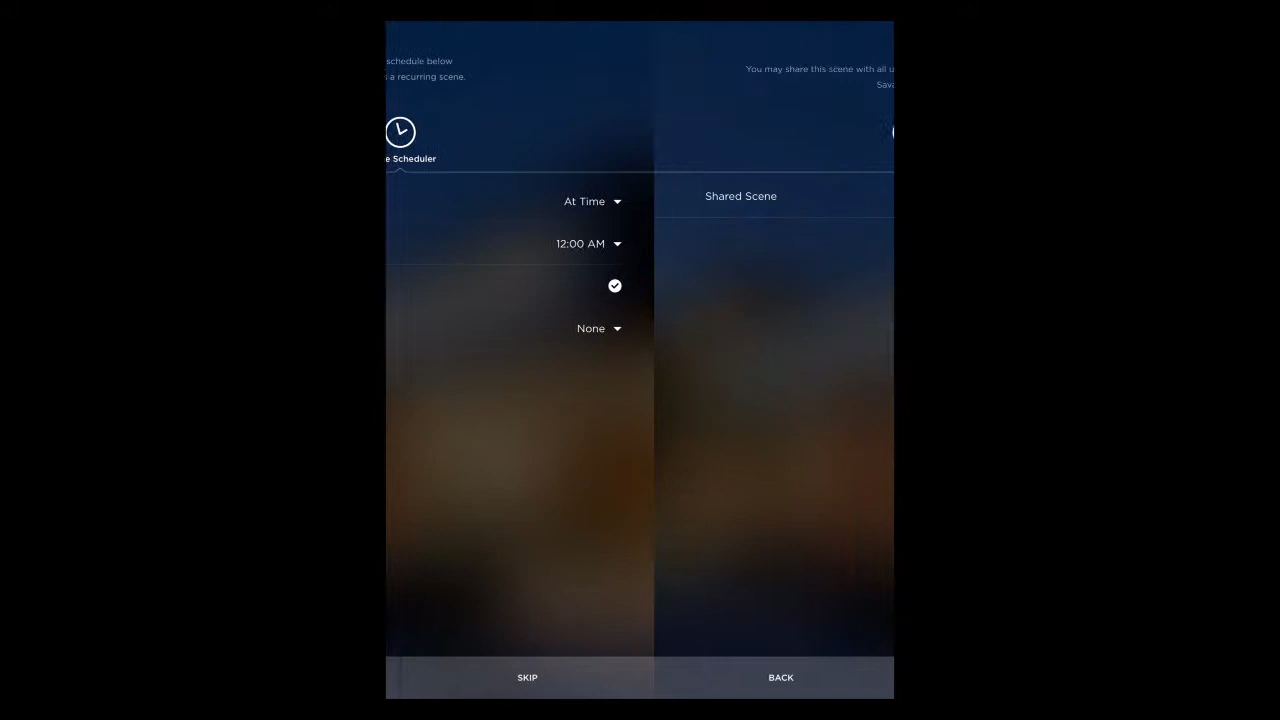 schedule below
a recurring scene.
e Scheduler
At Time
12:00 AM
None
SKIP
You may share this scene with all u
Sava
Shared Scene
BACK